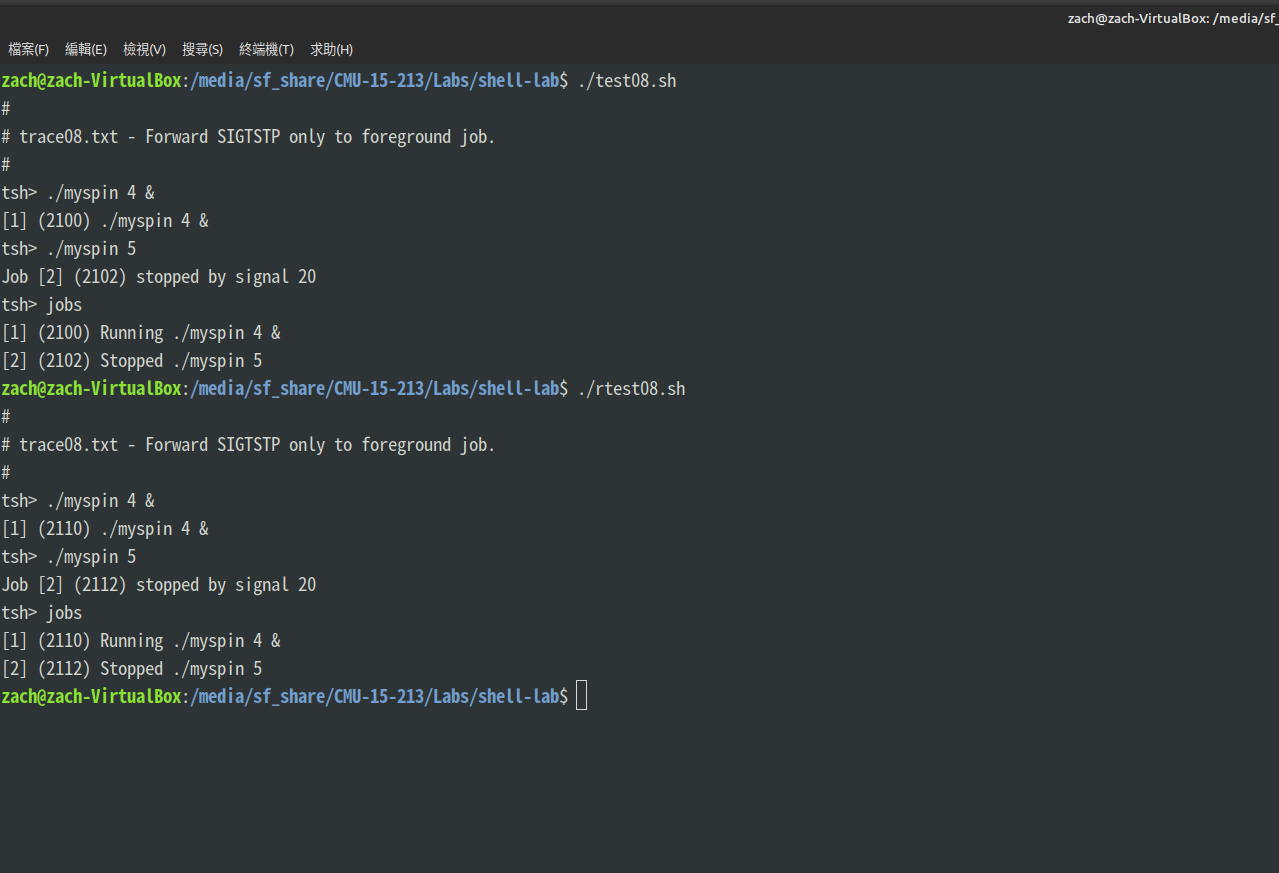 zach@zach-VirtualBox: /media/sf_
檔案(F) 編輯(E) 檢視(V) 搜尋(S) 終端機(T) 求助(H)
zach@zach-VirtualBox:/media/sf_share/CMU-15-213/Labs/shell-lab$ ./test08.sh
#
# trace08.txt - Forward SIGTSTP only to foreground job.
#
tsh> ./myspin 4 &
[1] (2100) ./myspin 4 &
tsh> ./myspin 5
Job [2] (2102) stopped by signal 20
tsh> jobs
[1] (2100) Running ./myspin 4 &
[2] (2102) Stopped ./myspin 5
zach@zach-VirtualBox:/media/sf_share/CMU-15-213/Labs/shell-lab$ ./rtest08.sh
#
# trace08.txt - Forward SIGTSTP only to foreground job.
#
tsh> ./myspin 4 &
[1] (2110) ./myspin 4 &
tsh> ./myspin 5
Job [2] (2112) stopped by signal 20
tsh> jobs
[1] (2110) Running ./myspin 4 &
[2] (2112) Stopped ./myspin 5
zach@zach-VirtualBox:/media/sf_share/CMU-15-213/Labs/shell-lab$